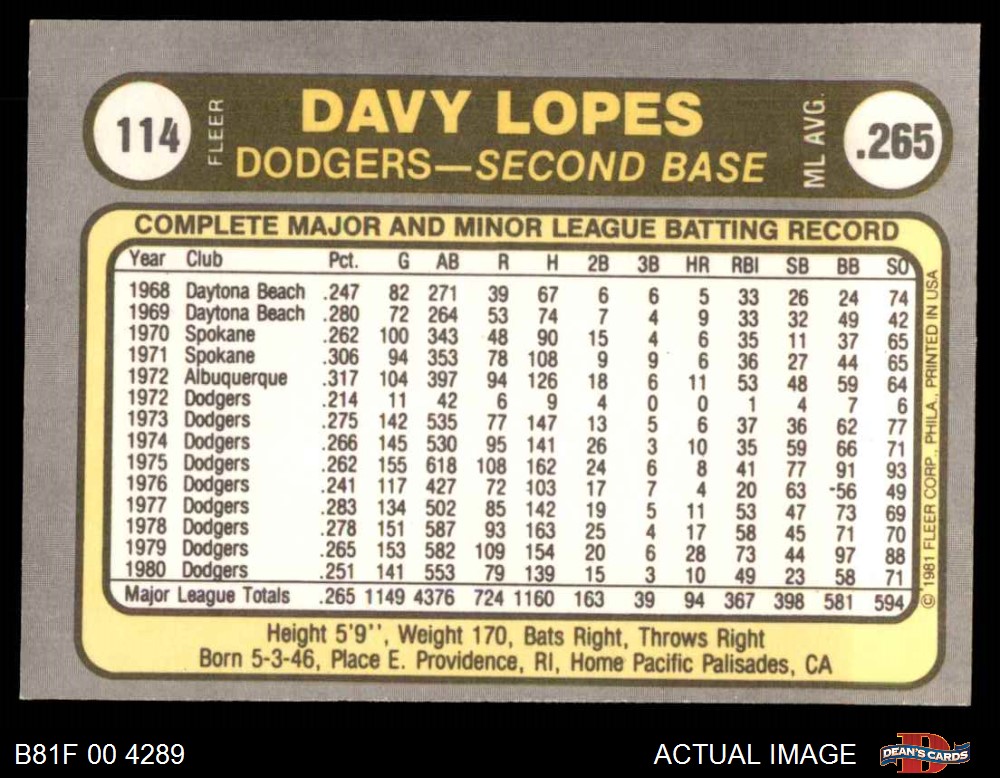 114 FLEER DAVY LOPES ML AVG. .265
DODGERS—SECOND BASE
COMPLETE MAJOR AND MINOR LEAGUE BATTING RECORD
Year Club Pct. G AB R H 2B 3B HR RBI SB BB SO
1968 Daytona Beach .247 82 271 39 67 6 6 5 33 26 24 74
1969 Daytona Beach .280 72 264 53 74 7 4 9 33 32 49 42
1970 Spokane .262 100 343 48 90 15 4 6 35 11 37 65
1971 Spokane .306 94 353 78 108 9 9 6 36 27 44 65
1972 Albuquerque .317 104 397 94 126 18 6 11 53 48 59 64
1972 Dodgers .214 11 42 6 9 4 0 0 1 4 7 6
1973 Dodgers .275 142 535 77 147 13 5 6 37 36 62 77
1974 Dodgers .266 145 530 95 141 26 3 10 35 59 66 71
1975 Dodgers .262 155 618 108 162 24 6 8 41 77 91 93
1976 Dodgers .241 117 427 72 103 17 7 4 20 63 -56 49
1977 Dodgers .283 134 502 85 142 19 5 11 53 47 73 69
1978 Dodgers .278 151 587 93 163 25 4 17 58 45 71 70
1979 Dodgers .265 153 582 109 154 20 6 28 73 44 97 88
1980 Dodgers .251 141 553 79 139 15 3 10 49 23 58 71
Major League Totals .265 1149 4376 724 1160 163 39 94 367 398 581 594
© 1981 FLEER CORP., PHILA., PRINTED IN USA
Height 5'9'', Weight 170, Bats Right, Throws Right
Born 5-3-46, Place E. Providence, RI, Home Pacific Palisades, CA
B81F 00 4289
ACTUAL IMAGE
DEAN'S CARDS